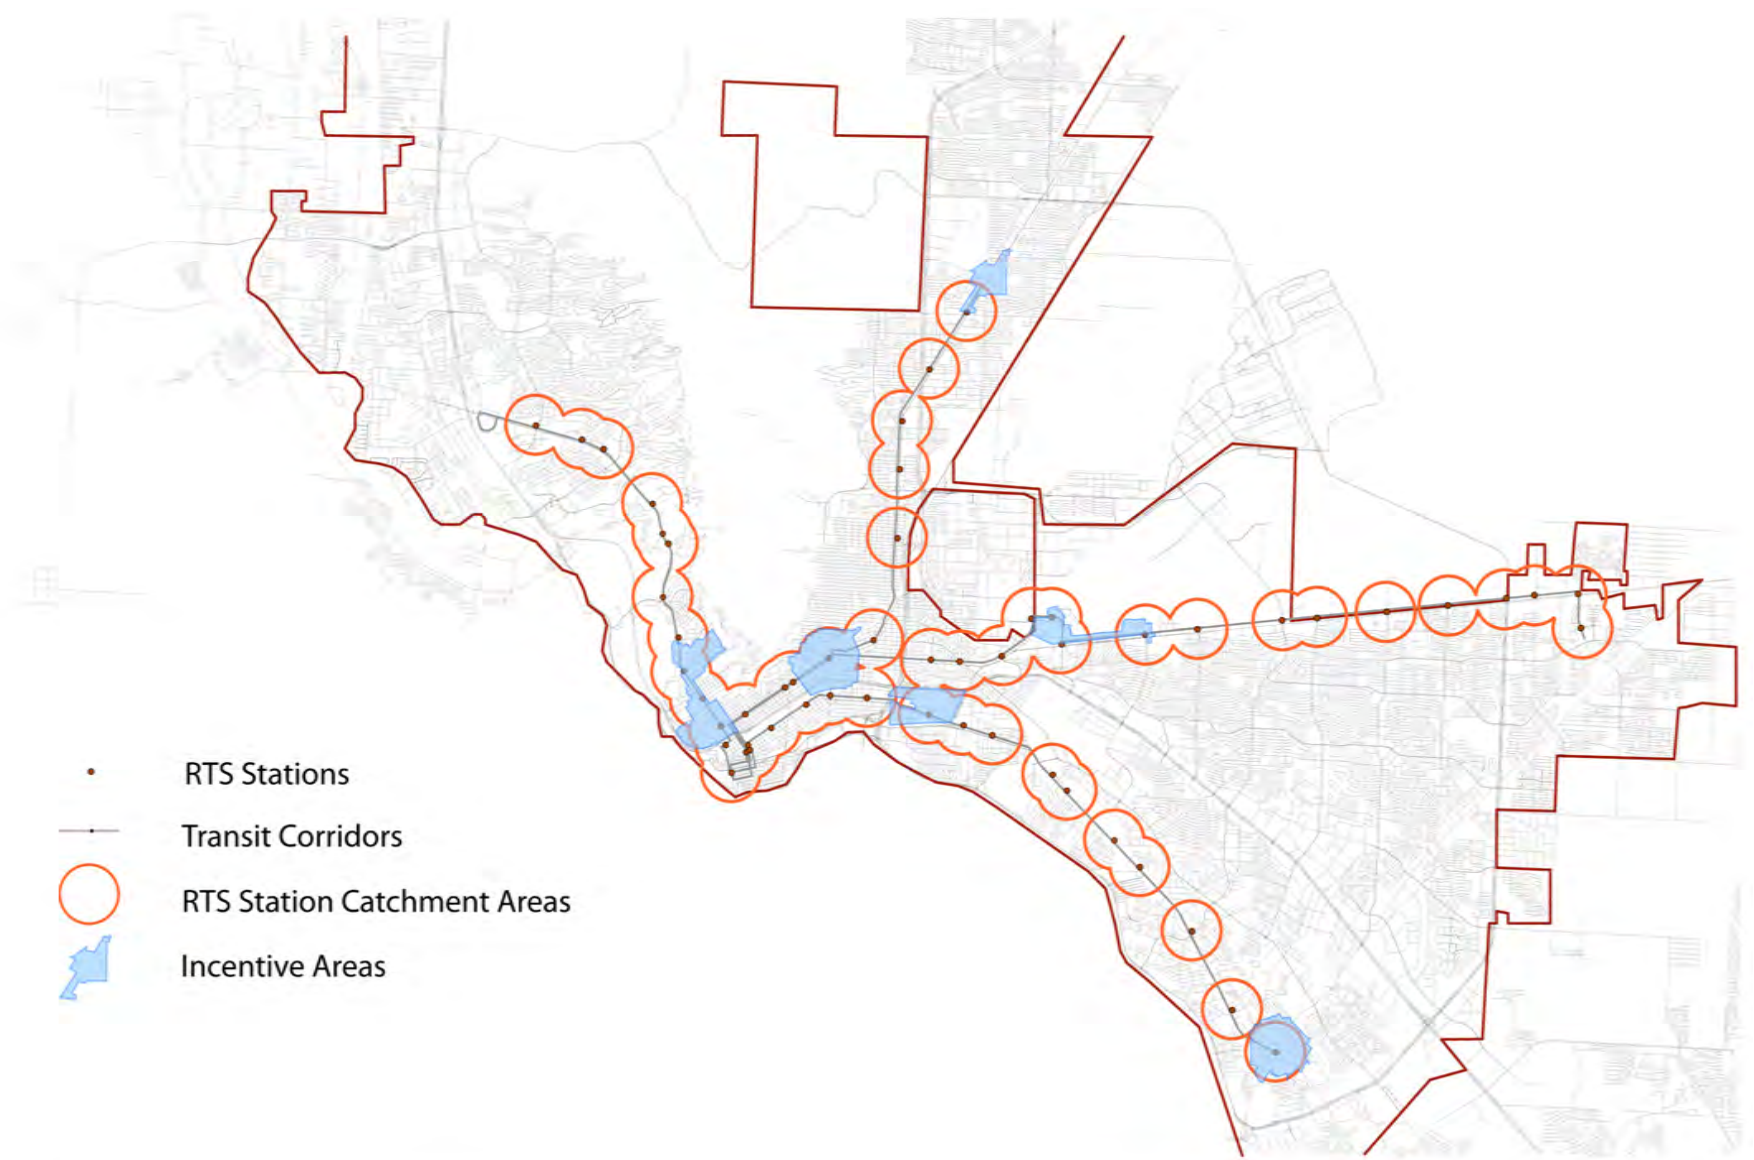 RTS Stations
Transit Corridors
RTS Station Catchment Areas
Incentive Areas